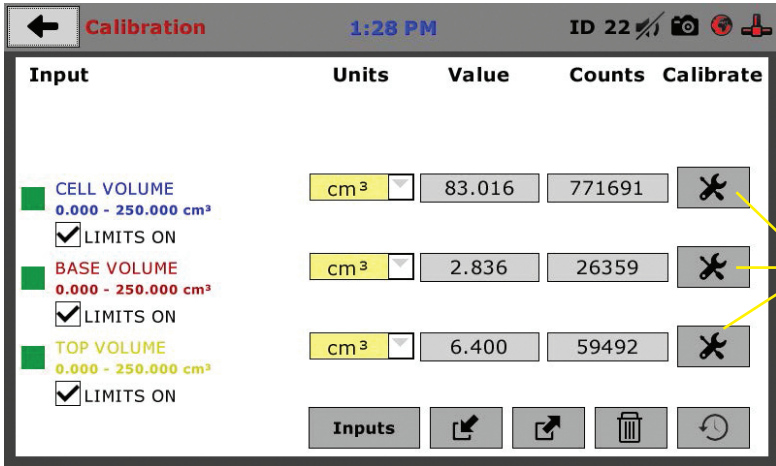 Calibration 1:28 PM ID 22
Input Units Value Counts Calibrate
CELL VOLUME cm³ 83.016 771691
0.000 - 250.000 cm³
LIMITS ON
BASE VOLUME cm³ 2.836 26359
0.000 - 250.000 cm³
LIMITS ON
TOP VOLUME cm³ 6.400 59492
0.000 - 250.000 cm³
LIMITS ON
Inputs